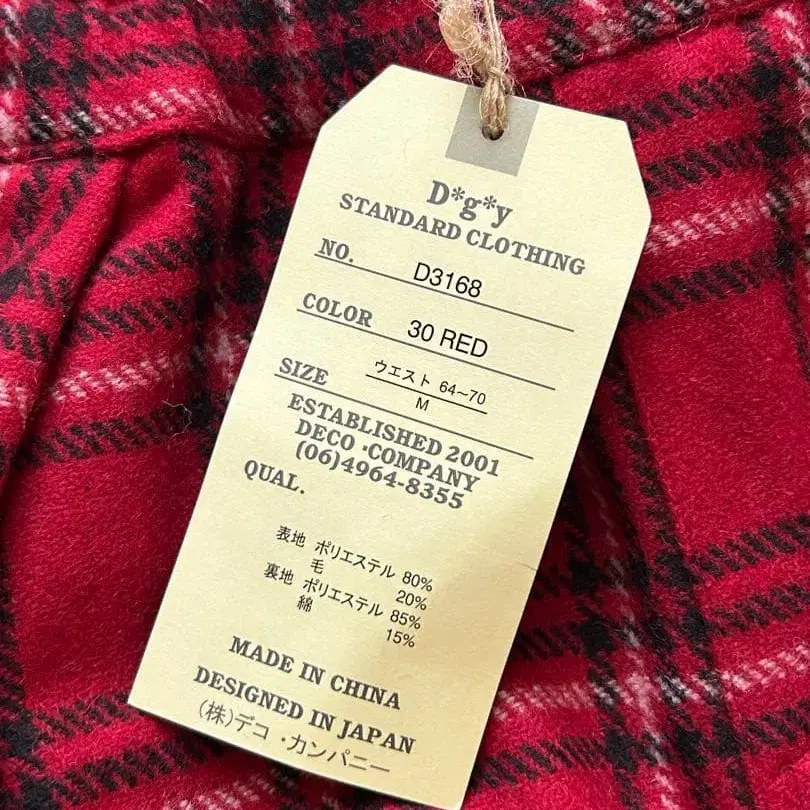 D*g*y
STANDARD CLOTHING
NO. D3168
COLOR 30 RED
SIZE ウエスト 64~70
M
ESTABLISHED 2001
DECO・COMPANY
(06)4964-8355
QUAL.
表地 ポリエステル 80%
毛 20%
裏地 ポリエステル 85%
綿 15%
MADE IN CHINA
DESIGNED IN JAPAN
(株)デコ・カンパニー